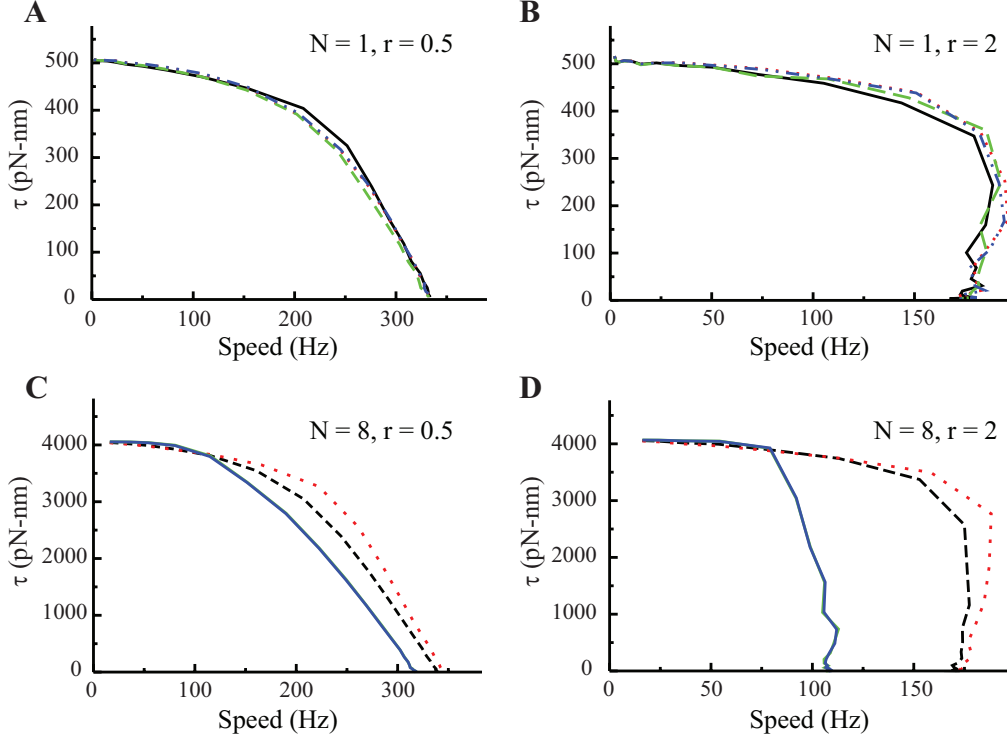 A
N = 1, r = 0.5
τ (pN-nm)
500
400
300
200
100
0
0 100 200 300
Speed (Hz)
B
N = 1, r = 2
τ (pN-nm)
500
400
300
200
100
0
0 50 100 150
Speed (Hz)
C
N = 8, r = 0.5
τ (pN-nm)
4000
3000
2000
1000
0
0 100 200 300
Speed (Hz)
D
N = 8, r = 2
τ (pN-nm)
4000
3000
2000
1000
0
0 50 100 150
Speed (Hz)